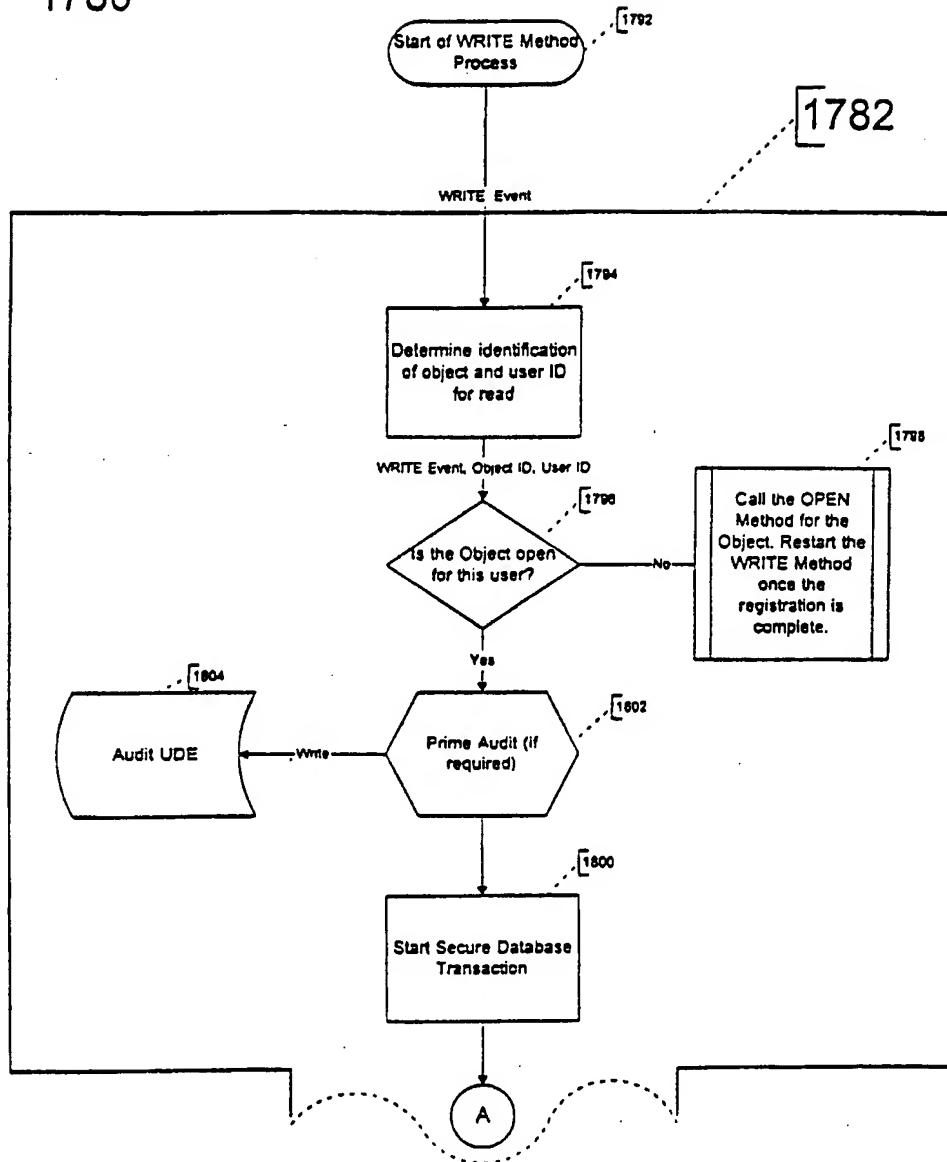 Start of WRITE Method
Process
1792
1782
WRITE Event
1794
Determine identification
of object and user ID
for read
WRITE Event, Object ID, User ID
1796
Is the Object open
for this user?
No
Call the OPEN
Method for the
Object. Restart the
WRITE Method
once the
registration is
complete.
Yes
1804
Audit UDE
Write
1802
Prime Audit (if
required)
1800
Start Secure Database
Transaction
A